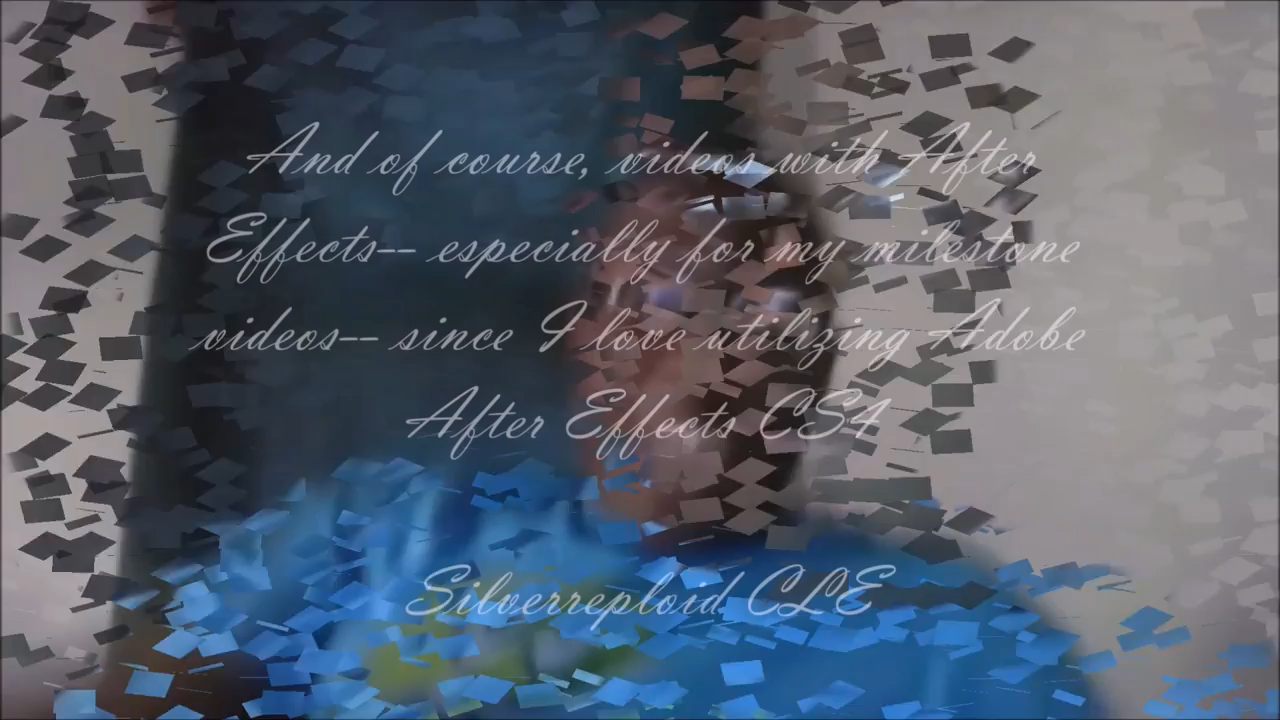 And of course, videos with After
Effects-- especially for my milestone
videos-- since I love utilizing Adobe
After Effects CS4
Silverreploid CLE